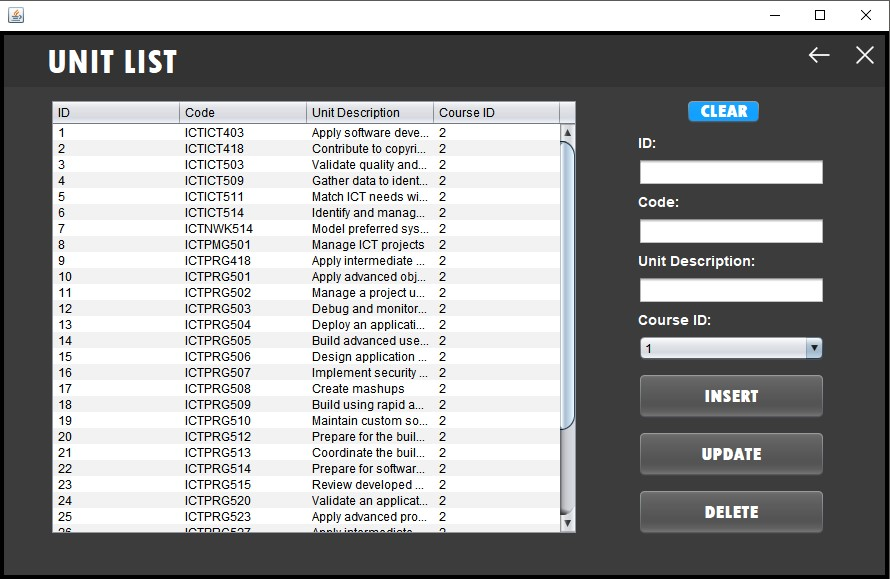 UNIT LIST
ID Code Unit Description Course ID
1 ICTICT403 Apply software deve... 2
2 ICTICT418 Contribute to copyri... 2
3 ICTICT503 Validate quality and... 2
4 ICTICT509 Gather data to ident... 2
5 ICTICT511 Match ICT needs wi... 2
6 ICTICT514 Identify and manag... 2
7 ICTNWK514 Model preferred sys... 2
8 ICTPMG501 Manage ICT projects 2
9 ICTPRG418 Apply intermediate ... 2
10 ICTPRG501 Apply advanced obj... 2
11 ICTPRG502 Manage a project u... 2
12 ICTPRG503 Debug and monitor... 2
13 ICTPRG504 Deploy an applicati... 2
14 ICTPRG505 Build advanced use... 2
15 ICTPRG506 Design application ... 2
16 ICTPRG507 Implement security ... 2
17 ICTPRG508 Create mashups 2
18 ICTPRG509 Build using rapid a... 2
19 ICTPRG510 Maintain custom so... 2
20 ICTPRG512 Prepare for the buil... 2
21 ICTPRG513 Coordinate the buil... 2
22 ICTPRG514 Prepare for softwar... 2
23 ICTPRG515 Review developed ... 2
24 ICTPRG520 Validate an applicat... 2
25 ICTPRG523 Apply advanced pro... 2
26 ICTPRG527 Apply intermediate ... 2
CLEAR
ID:
Code:
Unit Description:
Course ID:
1
INSERT
UPDATE
DELETE